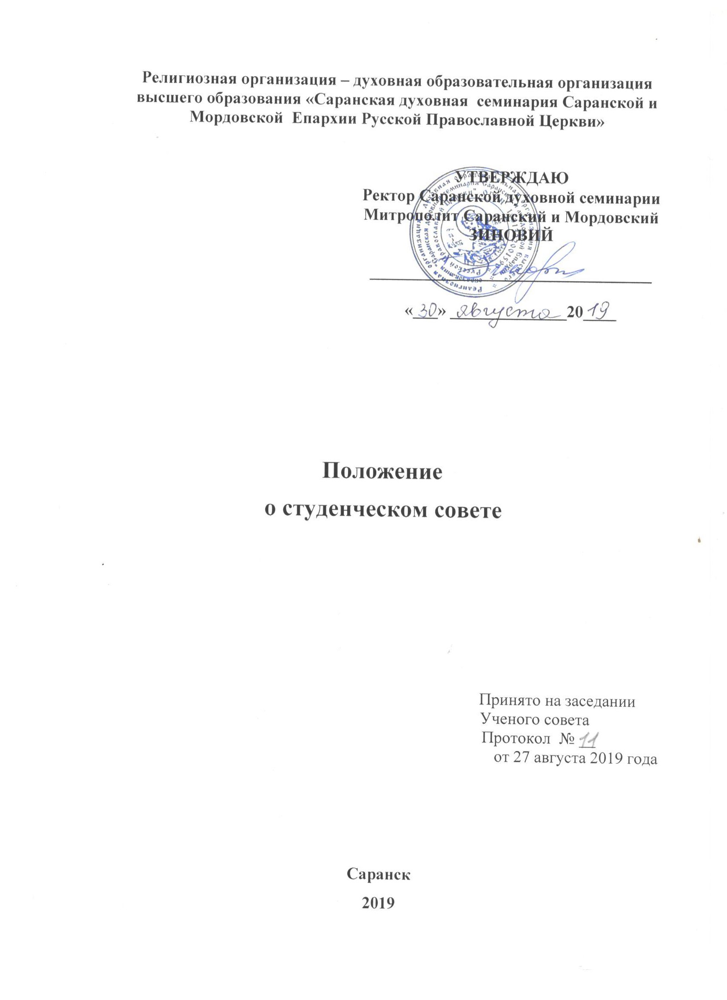 Религиозная организация – духовная образовательная организация
высшего образования «Саранская духовная семинария Саранской и
Мордовской Епархии Русской Православной Церкви»
УТВЕРЖДАЮ
Ректор Саранской духовной семинарии
Митрополит Саранский и Мордовский
ЗИНОВИЙ
«30» августа 2019
Положение
о студенческом совете
Принято на заседании
Ученого совета
Протокол № 11
от 27 августа 2019 года
Саранск
2019